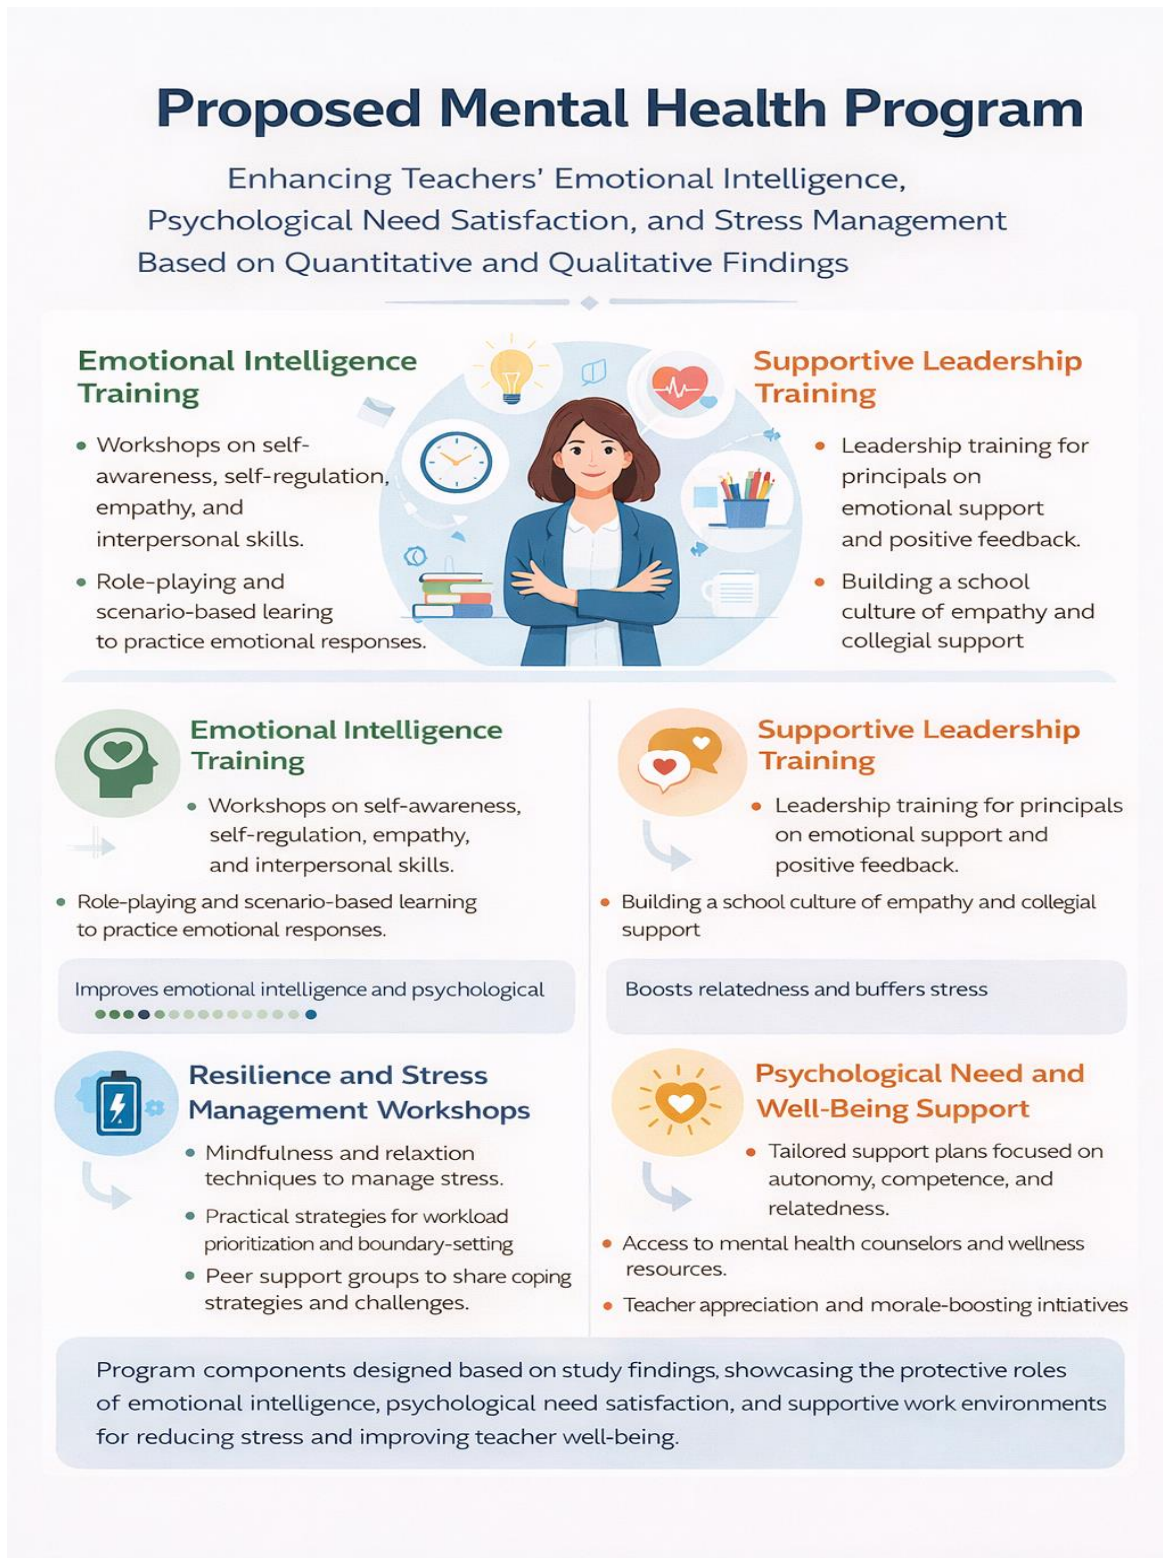 Proposed Mental Health Program
Enhancing Teachers’ Emotional Intelligence,
Psychological Need Satisfaction, and Stress Management
Based on Quantitative and Qualitative Findings
Emotional Intelligence
Training
• Workshops on self-
awareness, self-regulation,
empathy, and
interpersonal skills.
• Role-playing and
scenario-based learing
to practice emotional responses.
Supportive Leadership
Training
• Leadership training for
principals on
emotional support
and positive feedback.
• Building a school
culture of empathy and
collegial support
Emotional Intelligence
Training
• Workshops on self-awareness,
self-regulation, empathy,
and interpersonal skills.
• Role-playing and scenario-based learning
to practice emotional responses.
Improves emotional intelligence and psychological
Supportive Leadership
Training
• Leadership training for principals
on emotional support and
positive feedback.
• Building a school culture of empathy and collegial
support
Boosts relatedness and buffers stress
Resilience and Stress
Management Workshops
• Mindfulness and relaxtion
techniques to manage stress.
• Practical strategies for workload
prioritization and boundary-setting
• Peer support groups to share coping
strategies and challenges.
Psychological Need and
Well-Being Support
• Tailored support plans focused on
autonomy, competence, and
relatedness.
• Access to mental health counselors and wellness
resources.
• Teacher appreciation and morale-boosting initiatives
Program components designed based on study findings, showcasing the protective roles
of emotional intelligence, psychological need satisfaction, and supportive work environments
for reducing stress and improving teacher well-being.